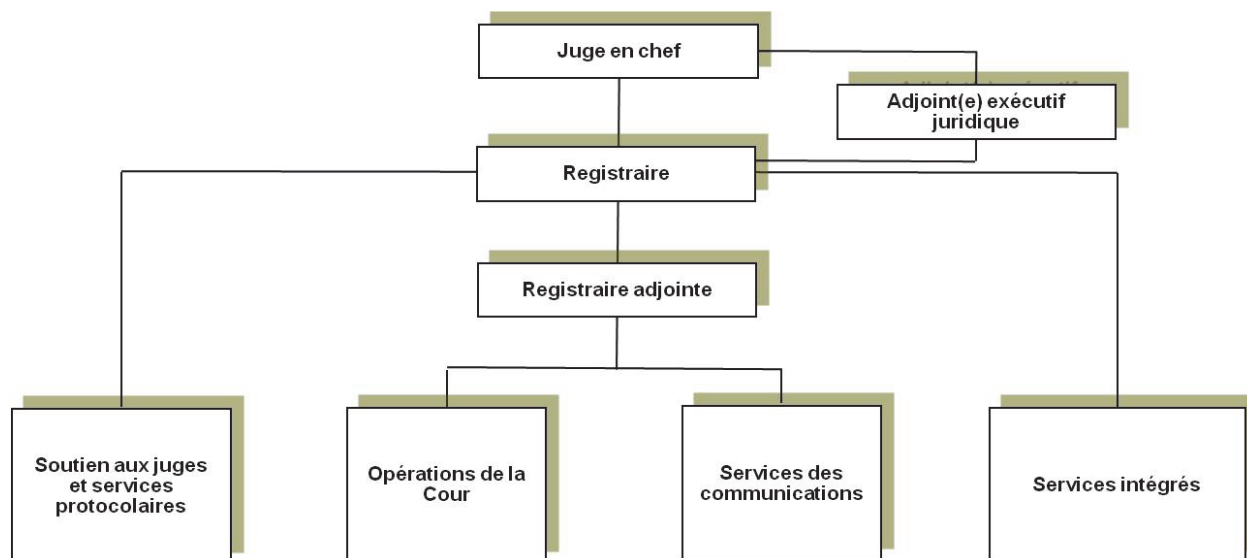 Juge en chef
Adjoint(e) exécutif
juridique
Registraire
Registraire adjointe
Soutien aux juges
et services
protocolaires
Opérations de la
Cour
Services des
communications
Services intégrés